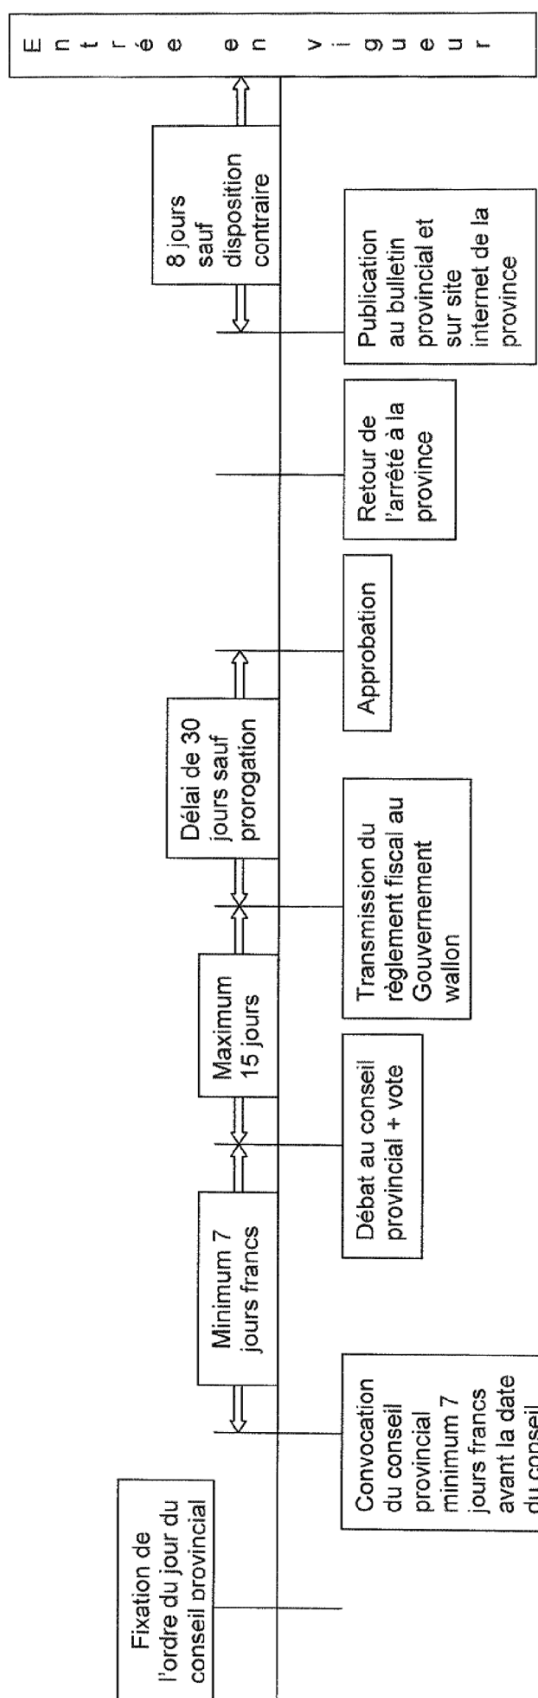 Fixation de
l'ordre du jour du
conseil provincial
Convocation
du conseil
provincial
minimum 7
jours francs
avant la date
du conseil
Minimum 7
jours francs
Débat au conseil
provincial + vote
Maximum
15 jours
Transmission du
règlement fiscal au
Gouvernement
wallon
Délai de 30
jours sauf
prorogation
Approbation
Retour de
l'arrêté à la
province
Publication
au bulletin
provincial et
sur site
internet de la
province
8 jours
sauf
disposition
contraire
Entrée en vigueur